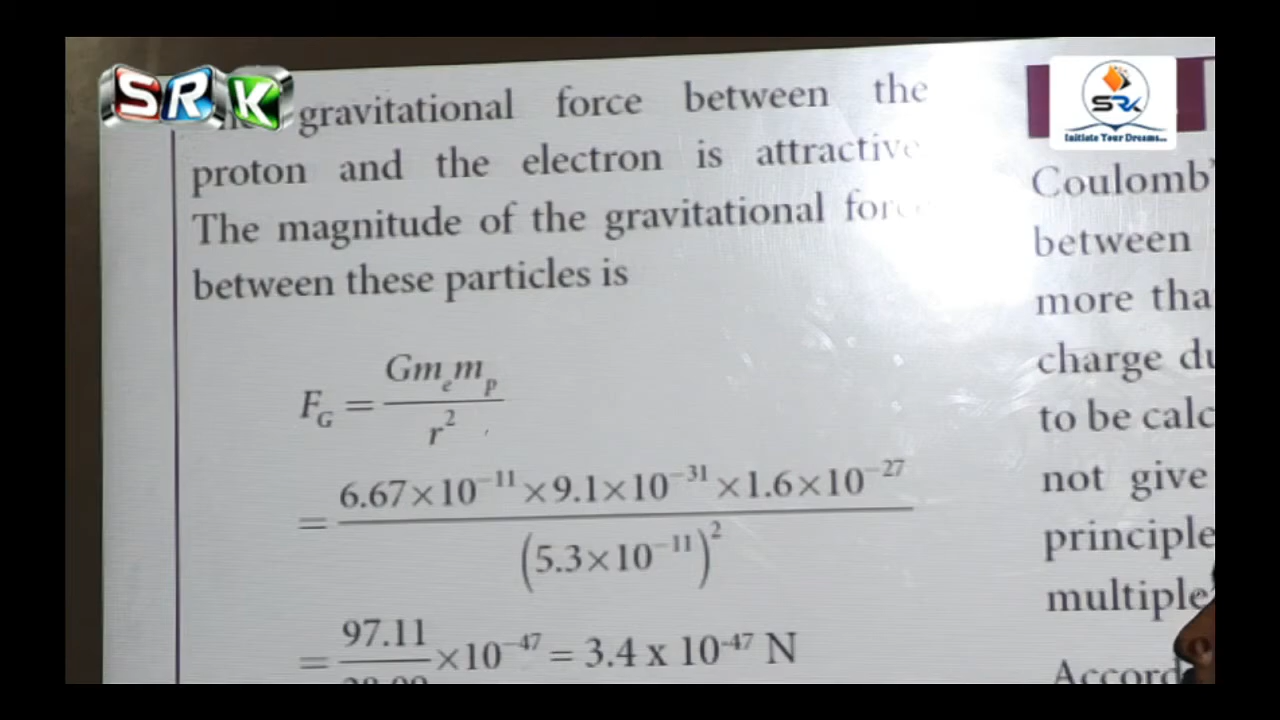 SRK
gravitational force between the
proton and the electron is attractive
The magnitude of the gravitational force
between these particles is
F_G = Gm_e m_p / r²
= 6.67×10⁻¹¹×9.1×10⁻³¹×1.6×10⁻²⁷ / (5.3×10⁻¹¹)²
= 97.11 ×10⁻⁴⁷ = 3.4 x 10⁻⁴⁷ N
SRK
Initiate Your Dreams...
Coulomb'
between
more tha
charge du
to be calc
not give
principle
multiple
Accord